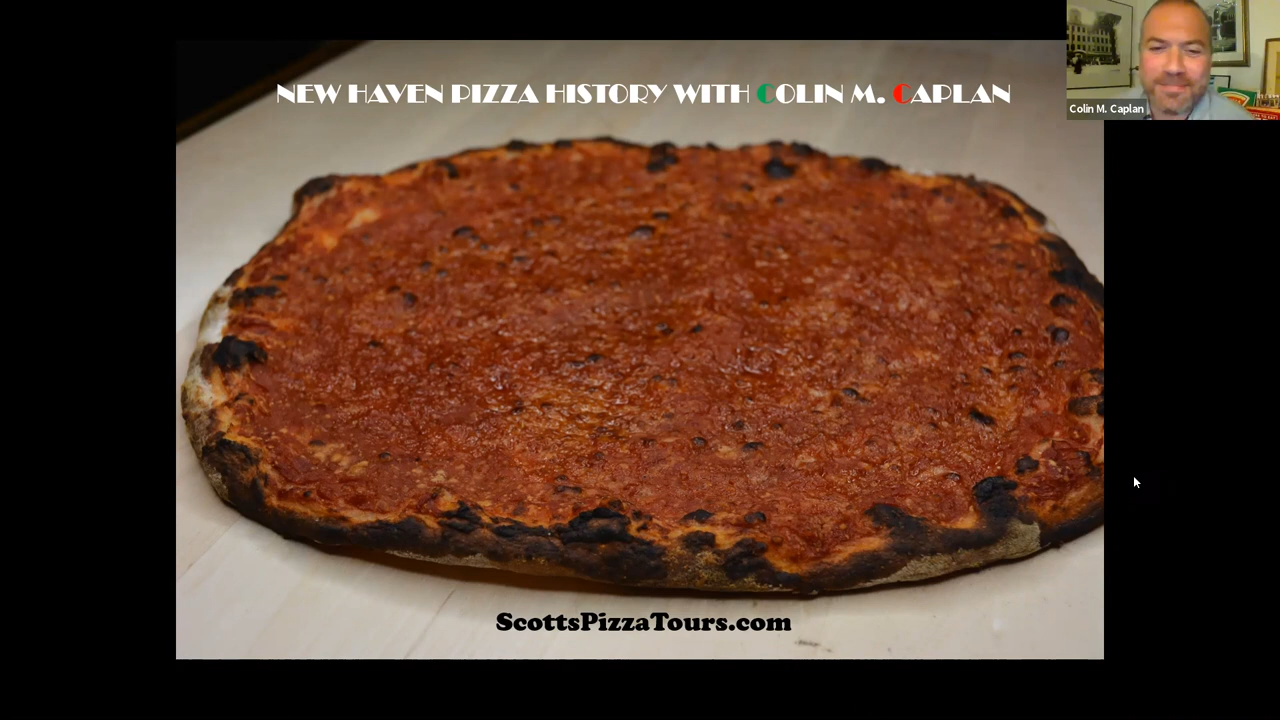 NEW HAVEN PIZZA HISTORY WITH COLIN M. CAPLAN
Colin M. Caplan
ScottsPizzaTours.com